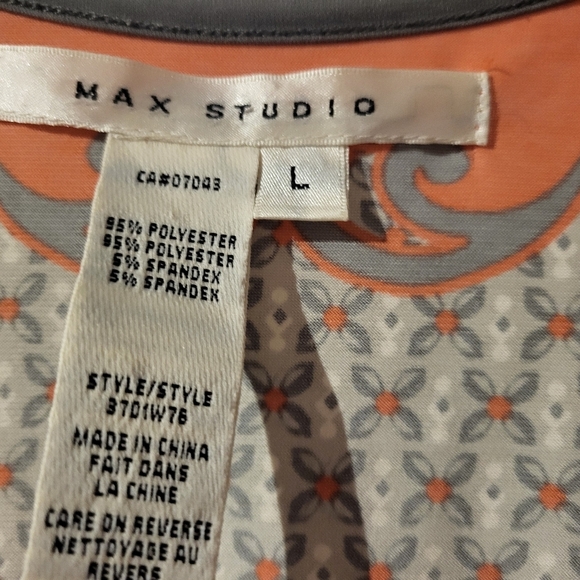 MAX STUDIO
L
CA#07043
95% POLYESTER
95% POLYESTER
5% SPANDEX
5% SPANDEX
STYLE/STYLE
3701W76
MADE IN CHINA
FAIT DANS
LA CHINE
CARE ON REVERSE
NETTOYAGE AU
REVERS